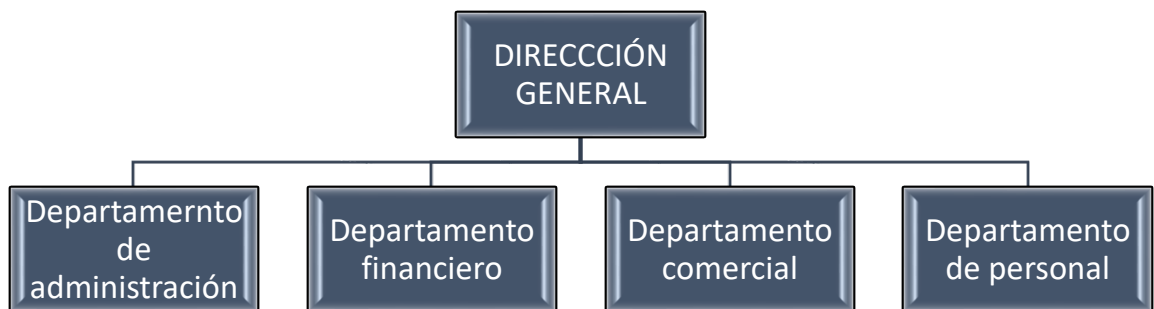 DIRECCCIÓN
GENERAL
Departamernto
de
administración
Departamento
financiero
Departamento
comercial
Departamento
de personal